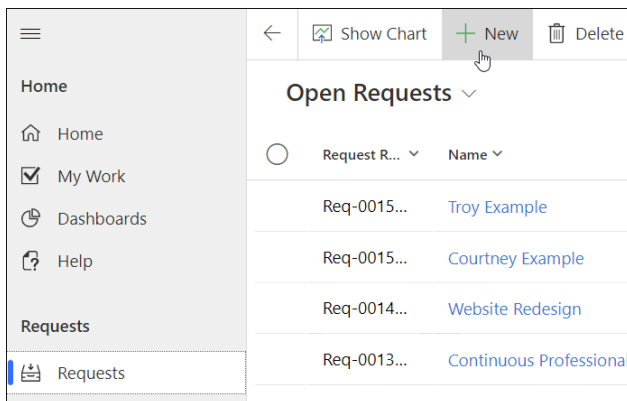 Show Chart New Delete
Home
Open Requests
Home
Request R... Name
My Work
Req-0015... Troy Example
Dashboards
Req-0015... Courtney Example
Help
Req-0014... Website Redesign
Requests
Req-0013... Continuous Professional
Requests